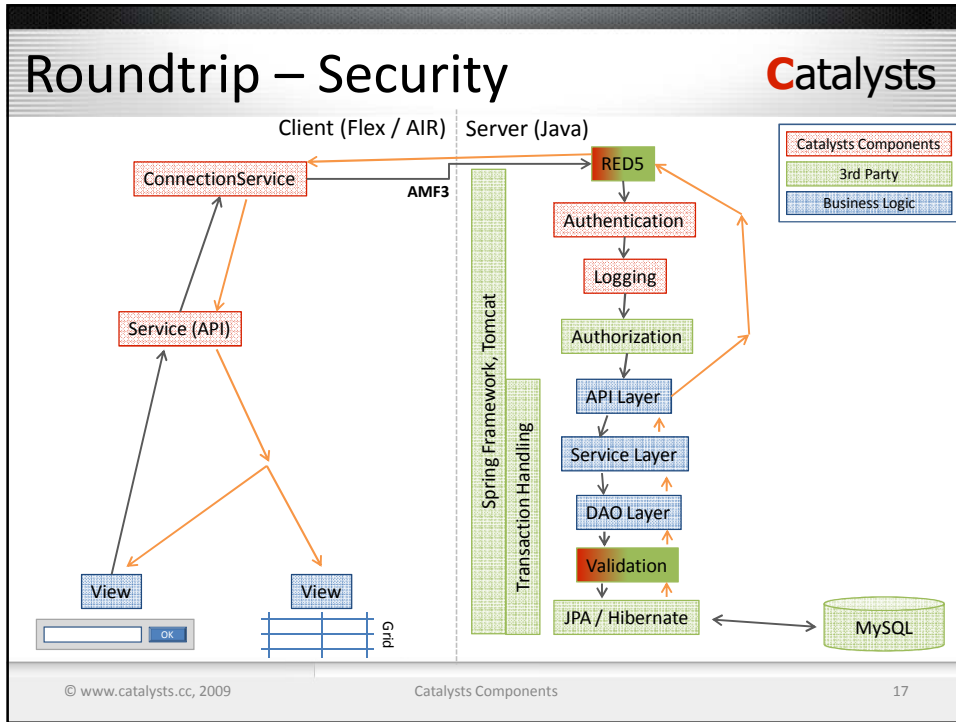 Roundtrip – Security
Catalysts
Client (Flex / AIR)
Server (Java)
Catalysts Components
3rd Party
Business Logic
ConnectionService
AMF3
RED5
Authentication
Logging
Service (API)
Authorization
Spring Framework, Tomcat
Transaction Handling
API Layer
Service Layer
DAO Layer
Validation
View
View
OK
Grid
JPA / Hibernate
MySQL
© www.catalysts.cc, 2009
Catalysts Components
17